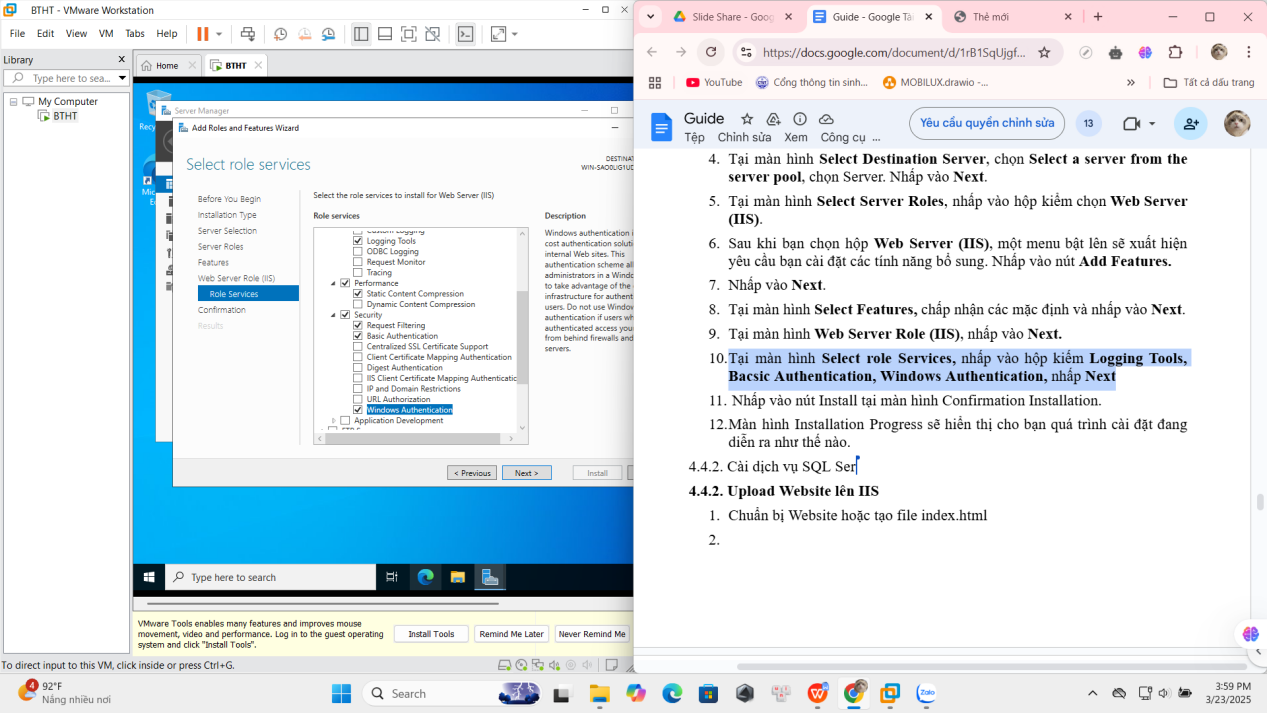 BTHT - VMware Workstation
File Edit View VM Tabs Help
Library
Type here to sea...
My Computer
BTHT
Home
BTHT
Server Manager
Add Roles and Features Wizard
Select role services
Before You Begin
Installation Type
Server Selection
Server Roles
Features
Web Server Role (IIS)
Role Services
Confirmation
Results
Select the role services to install for Web Server (IIS)
Role services
Logging Tools
ODBC Logging
Request Monitor
Tracing
Performance
Static Content Compression
Dynamic Content Compression
Security
Request Filtering
Basic Authentication
Centralized SSL Certificate Support
Client Certificate Mapping Authentication
Digest Authentication
IIS Client Certificate Mapping Authenticatic
IP and Domain Restrictions
URL Authorization
Windows Authentication
Application Development
Description
Windows authentication i
cost authentication solutio
internal Web sites. This
authentication scheme all
administrators in a Windo
to take advantage of the
infrastructure for authent
users. Do not use Window
authentication if users wh
authenticated access you
from behind firewalls and
servers.
< Previous
Next >
Install
Type here to search
VMware Tools enables many features and improves mouse
movement, video and performance. Log in to the guest operating
system and click "Install Tools".
Install Tools
Remind Me Later
Never Remind Me
To direct input to this VM, click inside or press Ctrl+G.
Slide Share - Goog
Guide - Google Tà
Thẻ mới
https://docs.google.com/document/d/1rB1SqUjgf...
YouTube
Cổng thông tin sinh...
MOBILUX.drawio -...
Tất cả dấu trang
Guide
Tệp Chỉnh sửa Xem Công cụ ...
Yêu cầu quyền chỉnh sửa
13
4. Tại màn hình Select Destination Server, chọn Select a server from the
server pool, chọn Server. Nhấp vào Next.
5. Tại màn hình Select Server Roles, nhấp vào hộp kiểm chọn Web Server
(IIS).
6. Sau khi bạn chọn hộp Web Server (IIS), một menu bật lên sẽ xuất hiện
yêu cầu bạn cài đặt các tính năng bổ sung. Nhấp vào nút Add Features.
7. Nhấp vào Next.
8. Tại màn hình Select Features, chấp nhận các mặc định và nhấp vào Next.
9. Tại màn hình Web Server Role (IIS), nhấp vào Next.
10. Tại màn hình Select role Services, nhấp vào hộp kiểm Logging Tools,
Bacsic Authentication, Windows Authentication, nhấp Next
11. Nhấp vào nút Install tại màn hình Confirmation Installation.
12. Màn hình Installation Progress sẽ hiển thị cho bạn quá trình cài đặt đang
diễn ra như thế nào.
4.4.2. Cài dịch vụ SQL Ser
4.4.2. Upload Website lên IIS
1. Chuẩn bị Website hoặc tạo file index.html
2.
4
92°F
Nắng nhiều nơi
Search
Zalo
3:59 PM
3/23/2025